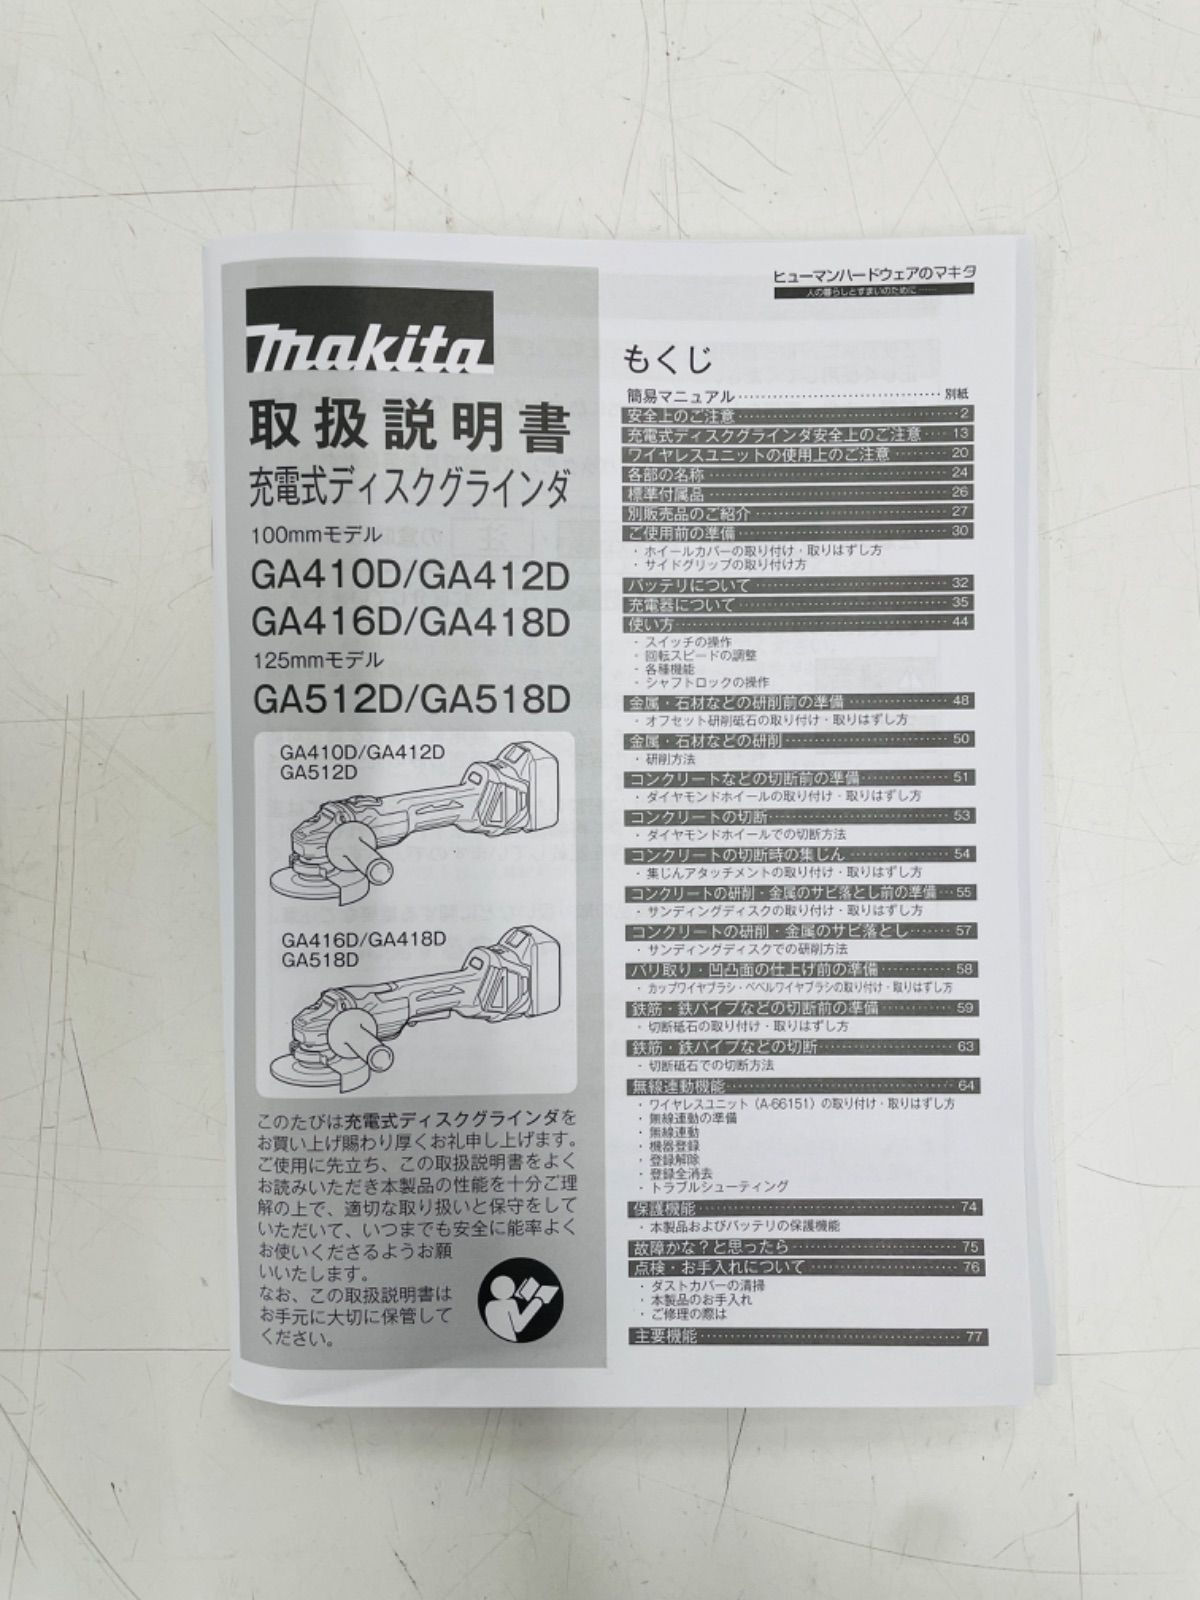 makita
取扱説明書
充電式ディスクグラインダ
100mmモデル
GA410D/GA412D
GA416D/GA418D
125mmモデル
GA512D/GA518D
GA410D/GA412D
GA512D
GA416D/GA418D
GA518D
このたびは充電式ディスクグラインダを
お買い上げ賜わり厚くお礼申し上げます。
ご使用に先立ち、この取扱説明書をよく
お読みいただき本製品の性能を十分ご理
解の上で、適切な取り扱いと保守をして
いただいて、いつまでも安全に能率よく
お使いくださるようお願
いいたします。
なお、この取扱説明書は
お手元に大切に保管して
ください。
ヒューマンハードウェアのマキタ
人の暮らしとすまいのために……
もくじ
簡易マニュアル 別紙
安全上のご注意 2
充電式ディスクグラインダ安全上のご注意 13
ワイヤレスユニットの使用上のご注意 20
各部の名称 24
標準付属品 26
別販売品のご紹介 27
ご使用前の準備 30
・ホイールカバーの取り付け・取りはずし方
・サイドグリップの取り付け方
バッテリについて 32
充電器について 35
使い方 44
・スイッチの操作
・回転スピードの調整
・各種機能
・シャフトロックの操作
金属・石材などの研削前の準備 48
・オフセット研削砥石の取り付け・取りはずし方
金属・石材などの研削 50
・研削方法
コンクリートなどの切断前の準備 51
・ダイヤモンドホイールの取り付け・取りはずし方
コンクリートの切断 53
・ダイヤモンドホイールでの切断方法
コンクリートの切断時の集じん 54
・集じんアタッチメントの取り付け・取りはずし方
コンクリートの研削・金属のサビ落とし前の準備 55
・サンディングディスクの取り付け・取りはずし方
コンクリートの研削・金属のサビ落とし 57
・サンディングディスクでの研削方法
バリ取り・凹凸面の仕上げ前の準備 58
・カップワイヤブラシ・ベベルワイヤブラシの取り付け・取りはずし方
鉄筋・鉄パイプなどの切断前の準備 59
・切断砥石の取り付け・取りはずし方
鉄筋・鉄パイプなどの切断 63
・切断砥石での切断方法
無線連動機能 64
・ワイヤレスユニット（A-66151）の取り付け・取りはずし方
・無線連動の準備
・無線連動
・機器登録
・登録解除
・登録全消去
・トラブルシューティング
保護機能 74
・本製品およびバッテリの保護機能
故障かな？と思ったら 75
点検・お手入れについて 76
・ダストカバーの清掃
・本製品のお手入れ
・ご修理の際は
主要機能 77